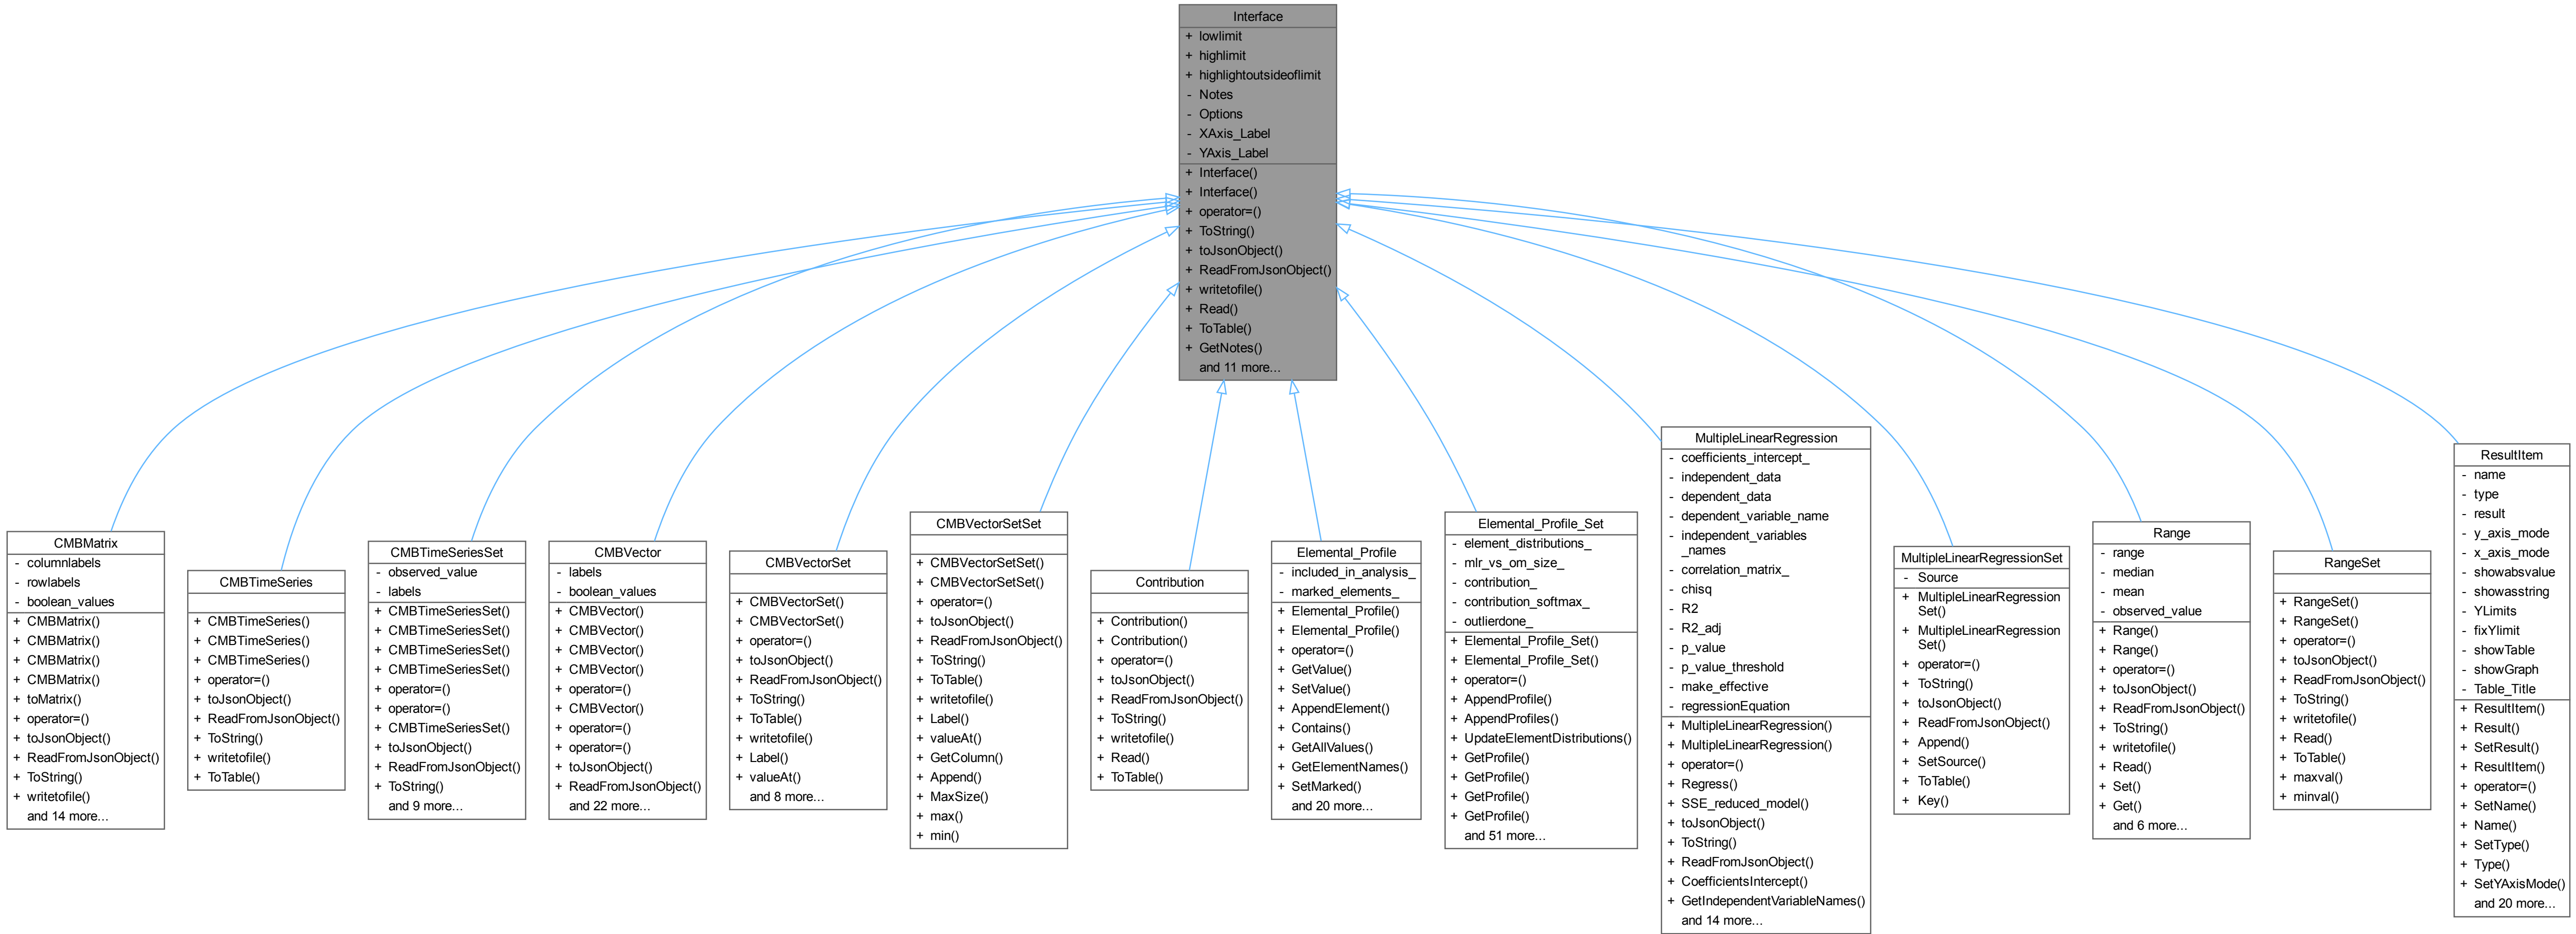 Interface
+ lowlimit
+ highlimit
+ highlightoutsideoflimit
- Notes
- Options
- XAxis_Label
- YAxis_Label
+ Interface()
+ Interface()
+ operator=()
+ ToString()
+ toJsonObject()
+ ReadFromJsonObject()
+ writetofile()
+ Read()
+ ToTable()
+ GetNotes()
and 11 more...
CMBMatrix
- columnlabels
- rowlabels
- boolean_values
+ CMBMatrix()
+ CMBMatrix()
+ CMBMatrix()
+ CMBMatrix()
+ toMatrix()
+ operator=()
+ toJsonObject()
+ ReadFromJsonObject()
+ ToString()
+ writetofile()
and 14 more...
CMBTimeSeries
+ CMBTimeSeries()
+ CMBTimeSeries()
+ CMBTimeSeries()
+ operator=()
+ toJsonObject()
+ ReadFromJsonObject()
+ ToString()
+ writetofile()
+ ToTable()
CMBTimeSeriesSet
- observed_value
- labels
+ CMBTimeSeriesSet()
+ CMBTimeSeriesSet()
+ CMBTimeSeriesSet()
+ CMBTimeSeriesSet()
+ operator=()
+ operator=()
+ CMBTimeSeriesSet()
+ toJsonObject()
+ ReadFromJsonObject()
+ ToString()
and 9 more...
CMBVector
- labels
- boolean_values
+ CMBVector()
+ CMBVector()
+ CMBVector()
+ CMBVector()
+ operator=()
+ CMBVector()
+ operator=()
+ operator=()
+ toJsonObject()
+ ReadFromJsonObject()
and 22 more...
CMBVectorSet
+ CMBVectorSet()
+ CMBVectorSet()
+ operator=()
+ toJsonObject()
+ ReadFromJsonObject()
+ ToString()
+ ToTable()
+ writetofile()
+ Label()
+ valueAt()
and 8 more...
CMBVectorSetSet
+ CMBVectorSetSet()
+ CMBVectorSetSet()
+ operator=()
+ toJsonObject()
+ ReadFromJsonObject()
+ ToString()
+ ToTable()
+ writetofile()
+ Label()
+ valueAt()
+ GetColumn()
+ Append()
+ MaxSize()
+ max()
+ min()
Contribution
+ Contribution()
+ Contribution()
+ operator=()
+ toJsonObject()
+ ReadFromJsonObject()
+ ToString()
+ writetofile()
+ Read()
+ ToTable()
Elemental_Profile
- included_in_analysis_
- marked_elements_
+ Elemental_Profile()
+ Elemental_Profile()
+ operator=()
+ GetValue()
+ SetValue()
+ AppendElement()
+ Contains()
+ GetAllValues()
+ GetElementNames()
+ SetMarked()
and 20 more...
Elemental_Profile_Set
- element_distributions_
- mlr_vs_om_size_
- contribution_
- contribution_softmax_
- outlierdone_
+ Elemental_Profile_Set()
+ Elemental_Profile_Set()
+ operator=()
+ AppendProfile()
+ AppendProfiles()
+ UpdateElementDistributions()
+ GetProfile()
+ GetProfile()
+ GetProfile()
+ GetProfile()
and 51 more...
MultipleLinearRegression
- coefficients_intercept_
- independent_data
- dependent_data
- dependent_variable_name
- independent_variables
_names
- correlation_matrix_
- chisq
- R2
- R2_adj
- p_value
- p_value_threshold
- make_effective
- regressionEquation
+ MultipleLinearRegression()
+ MultipleLinearRegression()
+ operator=()
+ Regress()
+ SSE_reduced_model()
+ toJsonObject()
+ ToString()
+ ReadFromJsonObject()
+ CoefficientsIntercept()
+ GetIndependentVariableNames()
and 14 more...
MultipleLinearRegressionSet
- Source
+ MultipleLinearRegression
Set()
+ MultipleLinearRegression
Set()
+ operator=()
+ ToString()
+ toJsonObject()
+ ReadFromJsonObject()
+ Append()
+ SetSource()
+ ToTable()
+ Key()
Range
- range
- median
- mean
- observed_value
+ Range()
+ Range()
+ operator=()
+ toJsonObject()
+ ReadFromJsonObject()
+ ToString()
+ writetofile()
+ Read()
+ Set()
+ Get()
and 6 more...
RangeSet
+ RangeSet()
+ RangeSet()
+ operator=()
+ toJsonObject()
+ ReadFromJsonObject()
+ ToString()
+ writetofile()
+ Read()
+ ToTable()
+ maxval()
+ minval()
ResultItem
- name
- type
- result
- y_axis_mode
- x_axis_mode
- showabsvalue
- showasstring
- YLimits
- fixYlimit
- showTable
- showGraph
- Table_Title
+ ResultItem()
+ Result()
+ SetResult()
+ ResultItem()
+ operator=()
+ SetName()
+ Name()
+ SetType()
+ Type()
+ SetYAxisMode()
and 20 more...